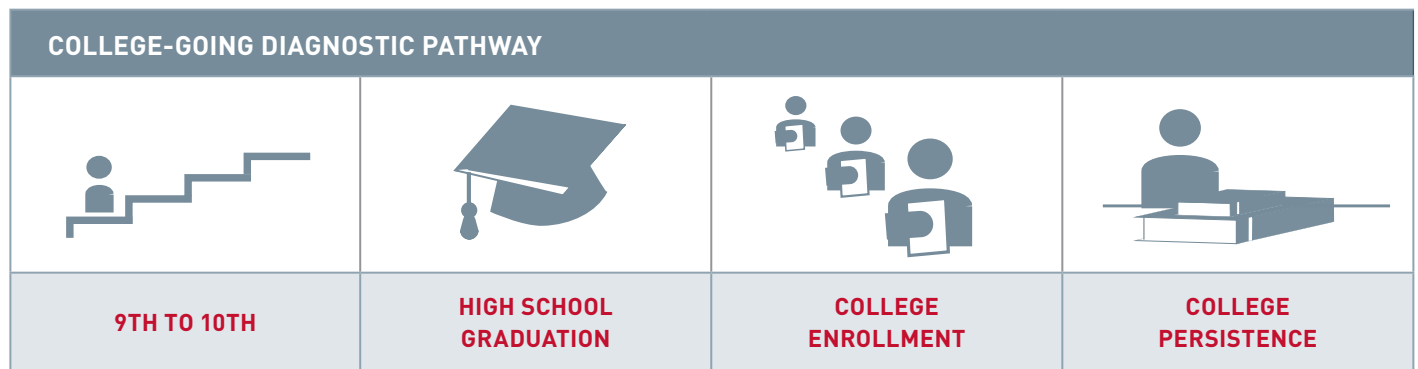 COLLEGE-GOING DIAGNOSTIC PATHWAY
9TH TO 10TH
HIGH SCHOOL
GRADUATION
COLLEGE
ENROLLMENT
COLLEGE
PERSISTENCE